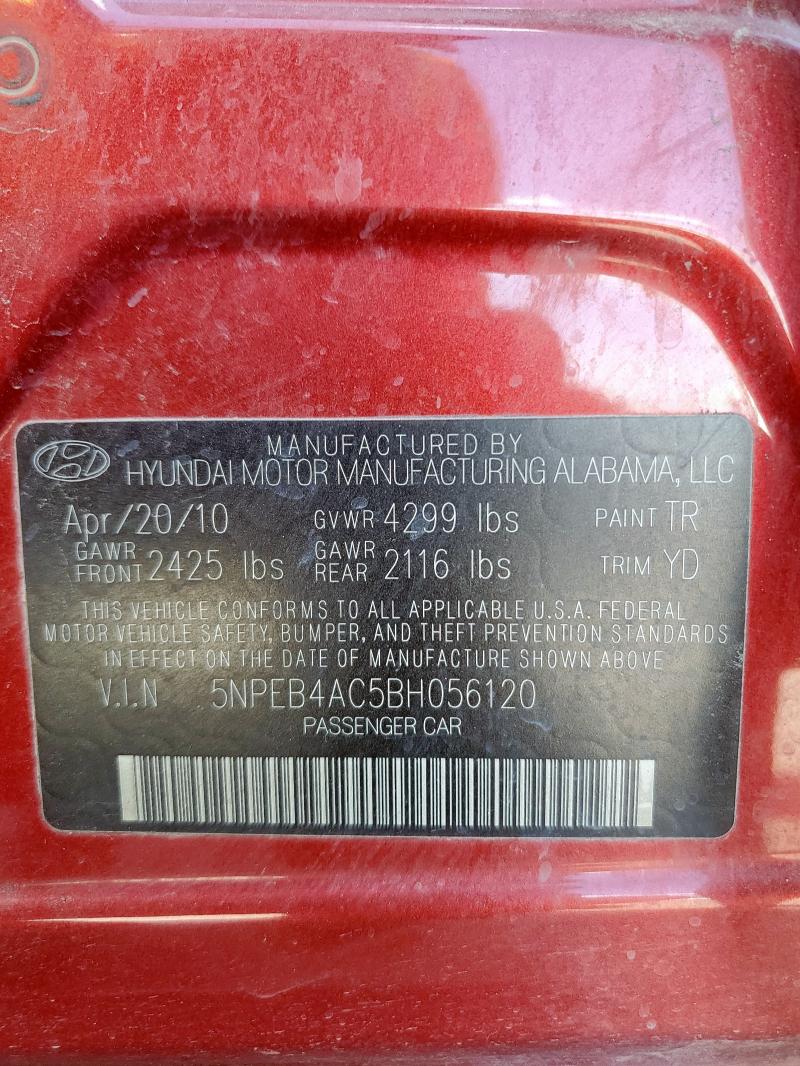 MANUFACTURED BY
HYUNDAI MOTOR MANUFACTURING ALABAMA, LLC
Apr/20/10 GVWR 4299 lbs PAINT TR
GAWR FRONT 2425 lbs GAWR REAR 2116 lbs TRIM YD
THIS VEHICLE CONFORMS TO ALL APPLICABLE U.S.A. FEDERAL
MOTOR VEHICLE SAFETY, BUMPER, AND THEFT PREVENTION STANDARDS
IN EFFECT ON THE DATE OF MANUFACTURE SHOWN ABOVE
V.I.N 5NPEB4AC5BH056120
PASSENGER CAR